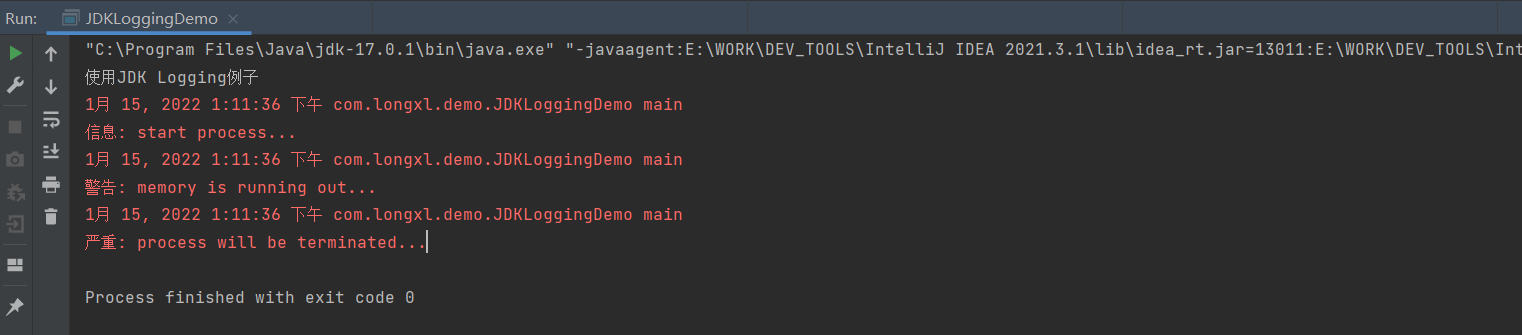 Run: JDKLoggingDemo
"C:\Program Files\Java\jdk-17.0.1\bin\java.exe" "-javaagent:E:\WORK\DEV_TOOLS\IntelliJ IDEA 2021.3.1\lib\idea_rt.jar=13011:E:\WORK\DEV_TOOLS\Int
使用JDK Logging例子
1月 15, 2022 1:11:36 下午 com.longxl.demo.JDKLoggingDemo main
信息: start process...
1月 15, 2022 1:11:36 下午 com.longxl.demo.JDKLoggingDemo main
警告: memory is running out...
1月 15, 2022 1:11:36 下午 com.longxl.demo.JDKLoggingDemo main
严重: process will be terminated...
Process finished with exit code 0